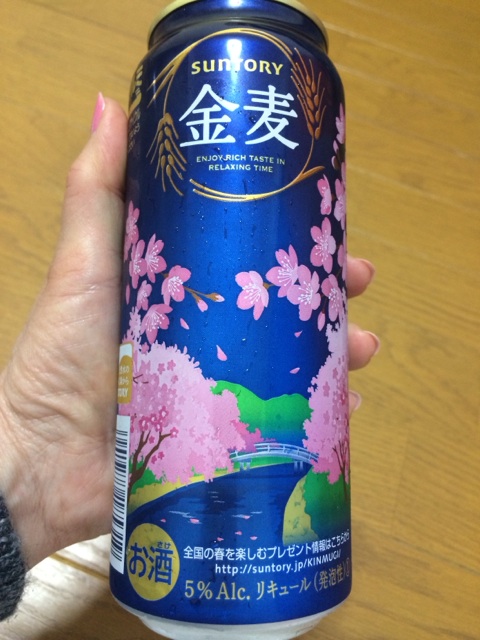 SUNTORY
金麦
ENJOY.RICH TASTE IN
RELAXING TIME
さけ
お酒
全国の春を楽しむプレゼント情報はこちらから
http://suntory.jp/KINMUGI/
5% Alc. リキュール（発泡性）